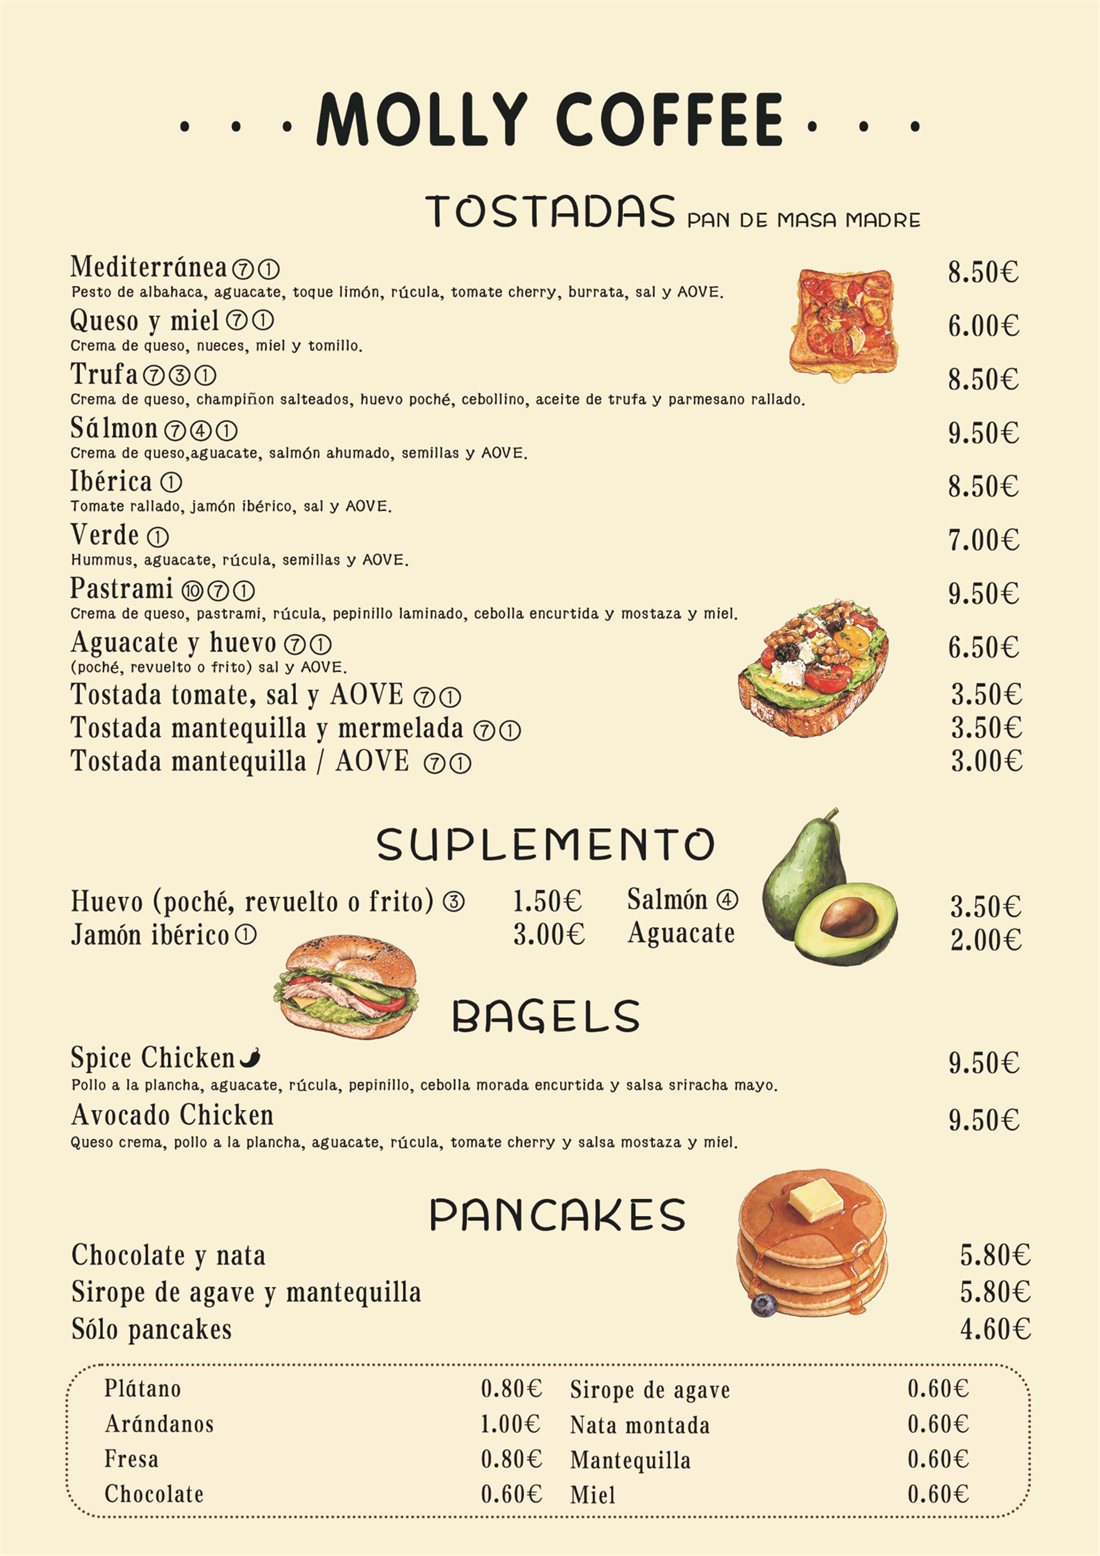 · · · MOLLY COFFEE · · ·
TOSTADAS PAN DE MASA MADRE
Mediterránea ⑦① 8.50€
Pesto de albahaca, aguacate, toque limón, rúcula, tomate cherry, burrata, sal y AOVE.
Queso y miel ⑦① 6.00€
Crema de queso, nueces, miel y tomillo.
Trufa ⑦③① 8.50€
Crema de queso, champiñon salteados, huevo poché, cebollino, aceite de trufa y parmesano rallado.
Sálmon ⑦④① 9.50€
Crema de queso,aguacate, salmón ahumado, semillas y AOVE.
Ibérica ① 8.50€
Tomate rallado, jamón ibérico, sal y AOVE.
Verde ① 7.00€
Hummus, aguacate, rúcula, semillas y AOVE.
Pastrami ⑩⑦① 9.50€
Crema de queso, pastrami, rúcula, pepinillo laminado, cebolla encurtida y mostaza y miel.
Aguacate y huevo ⑦① 6.50€
(poché, revuelto o frito) sal y AOVE.
Tostada tomate, sal y AOVE ⑦① 3.50€
Tostada mantequilla y mermelada ⑦① 3.50€
Tostada mantequilla / AOVE ⑦① 3.00€
SUPLEMENTO
Huevo (poché, revuelto o frito) ③ 1.50€ Salmón ④ 3.50€
Jamón ibérico ① 3.00€ Aguacate 2.00€
BAGELS
Spice Chicken 9.50€
Pollo a la plancha, aguacate, rúcula, pepinillo, cebolla morada encurtida y salsa sriracha mayo.
Avocado Chicken 9.50€
Queso crema, pollo a la plancha, aguacate, rúcula, tomate cherry y salsa mostaza y miel.
PANCAKES
Chocolate y nata 5.80€
Sirope de agave y mantequilla 5.80€
Sólo pancakes 4.60€
Plátano 0.80€ Sirope de agave 0.60€
Arándanos 1.00€ Nata montada 0.60€
Fresa 0.80€ Mantequilla 0.60€
Chocolate 0.60€ Miel 0.60€